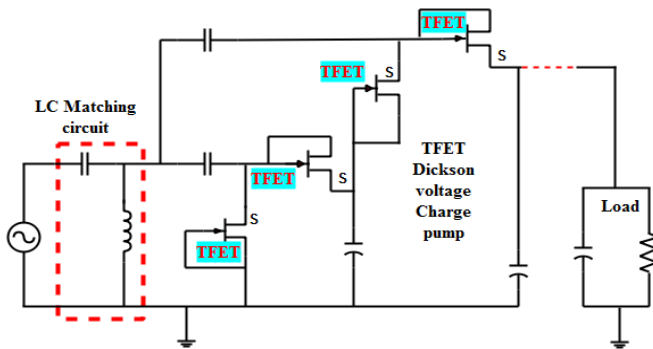 TFET
S
S
TFET
LC Matching
circuit
TFET
Dickson
voltage
Charge
pump
TFET
S
Load
S
TFET